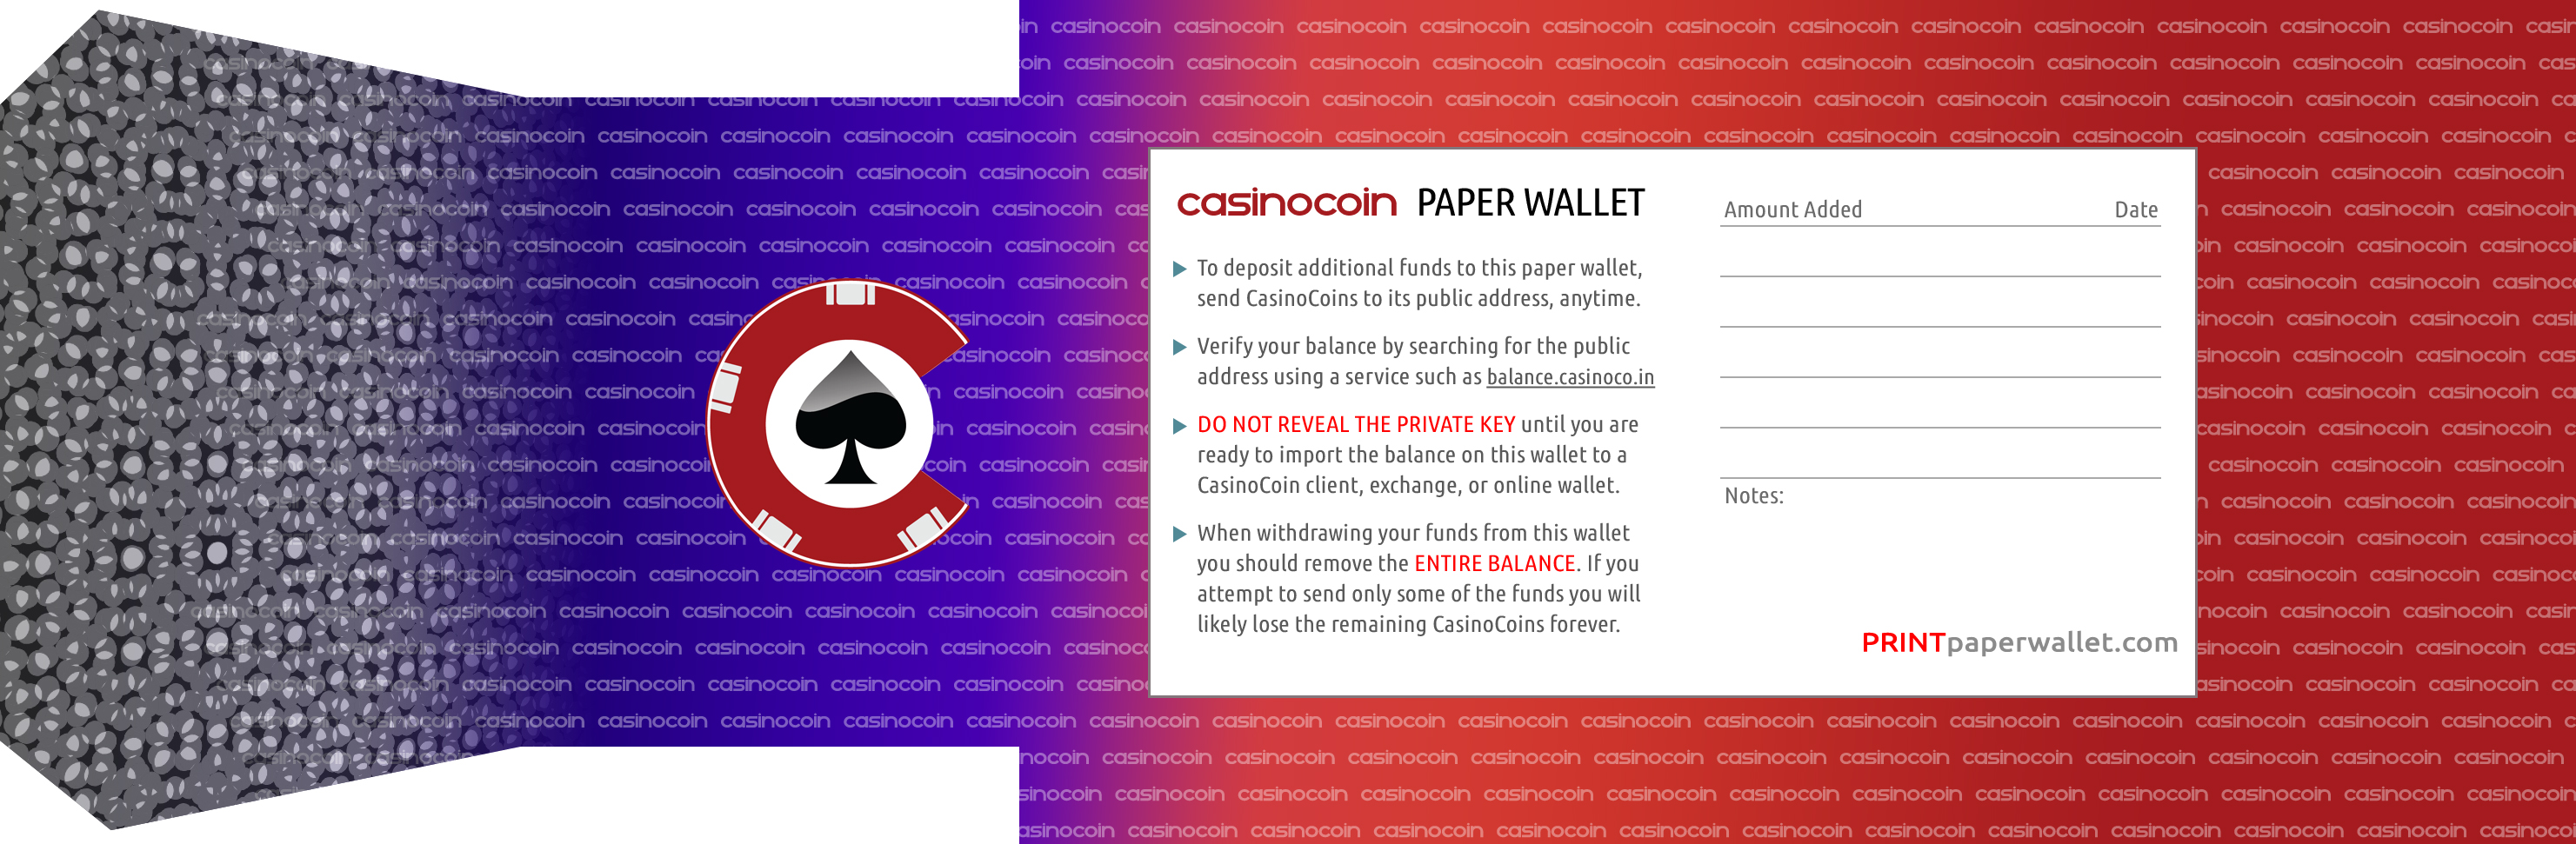 casinocoin PAPER WALLET
To deposit additional funds to this paper wallet,
send CasinoCoins to its public address, anytime.
Verify your balance by searching for the public
address using a service such as balance.casinoco.in
DO NOT REVEAL THE PRIVATE KEY until you are
ready to import the balance on this wallet to a
CasinoCoin client, exchange, or online wallet.
When withdrawing your funds from this wallet
you should remove the ENTIRE BALANCE. If you
attempt to send only some of the funds you will
likely lose the remaining CasinoCoins forever.
Amount Added Date
Notes:
PRINTpaperwallet.com